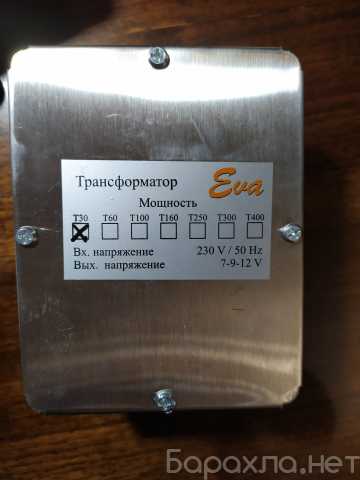 Трансформатор Eva
Мощность
T30 T60 T100 T160 T250 T300 T400
Вх. напряжение 230 V / 50 Hz
Вых. напряжение 7-9-12 V
Барахла.нет